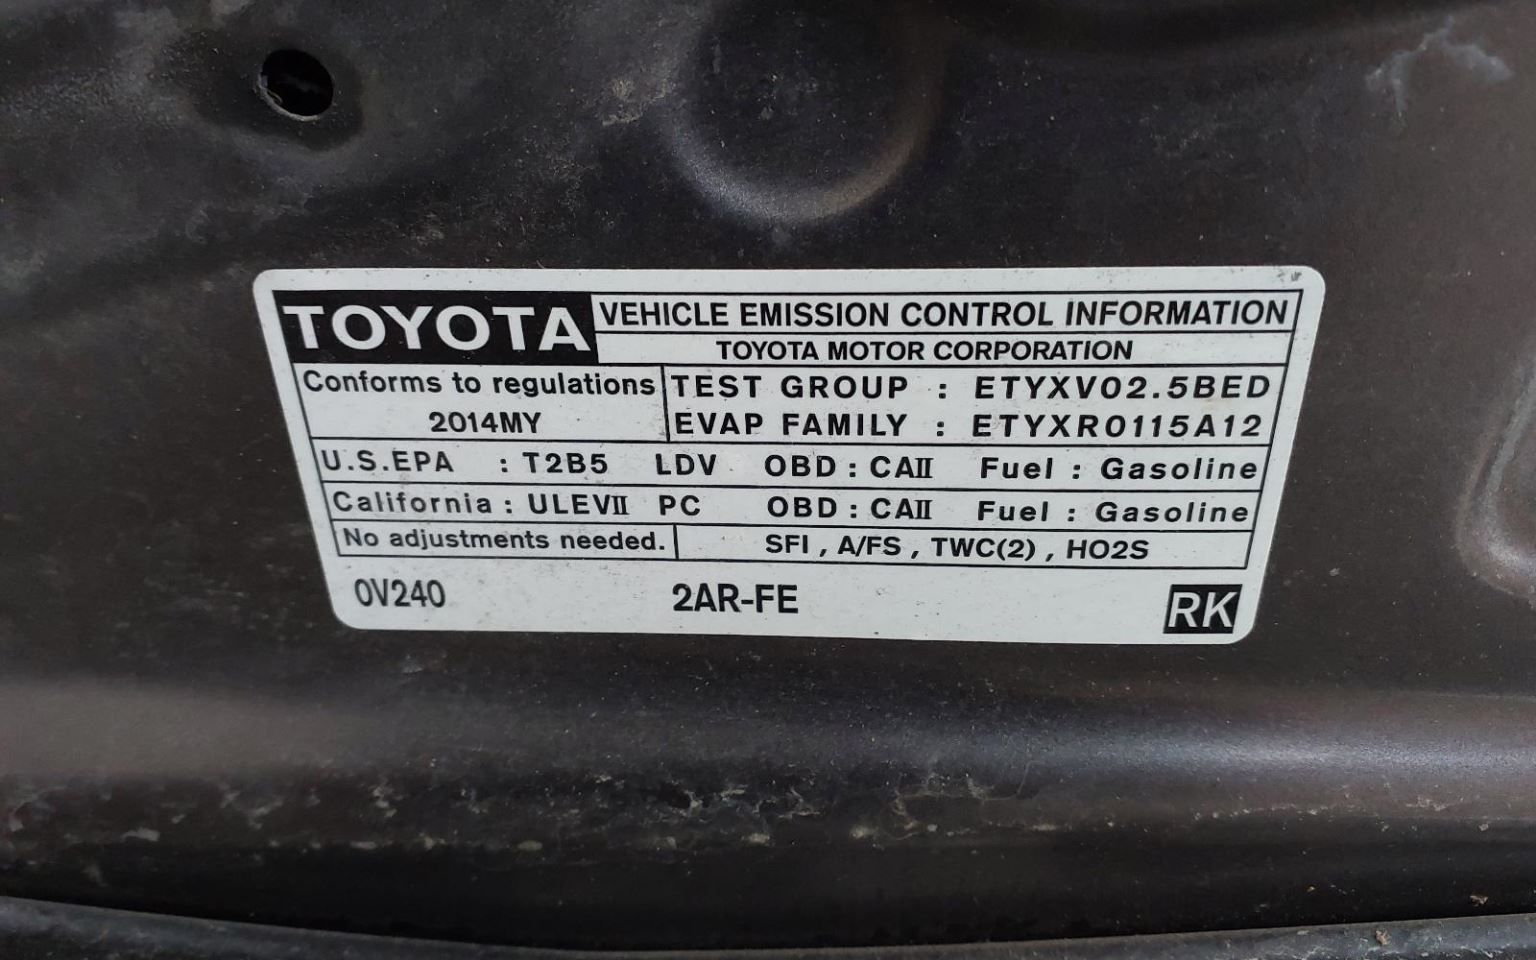 TOYOTA VEHICLE EMISSION CONTROL INFORMATION
TOYOTA MOTOR CORPORATION
Conforms to regulations
2014MY
TEST GROUP : ETYXV02.5BED
EVAP FAMILY : ETYXR0115A12
U.S.EPA : T2B5 LDV OBD : CAII Fuel : Gasoline
California : ULEVII PC OBD : CAII Fuel : Gasoline
No adjustments needed. SFI , A/FS , TWC(2) , HO2S
0V240 2AR-FE RK